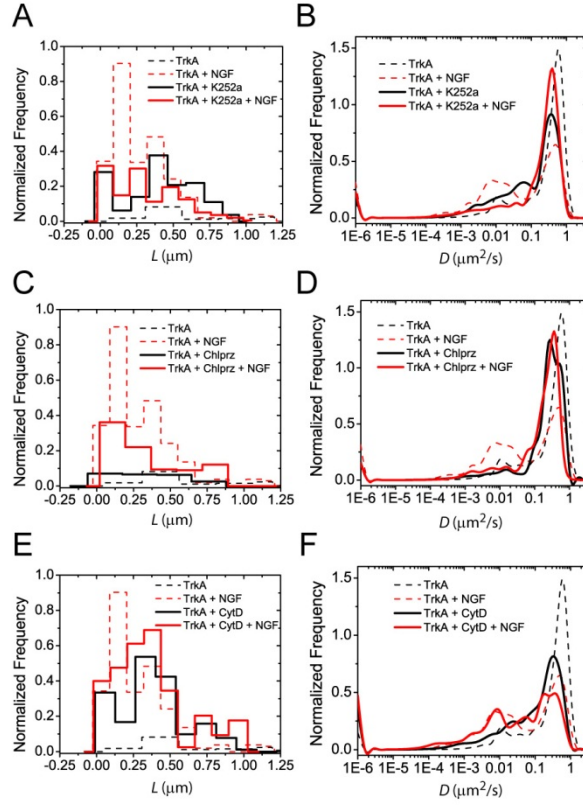 A
B
TrkA
TrkA + NGF
TrkA + K252a
TrkA + K252a + NGF
Normalized Frequency
1.0
0.8
0.6
0.4
0.2
0.0
-0.25 0.00 0.25 0.50 0.75 1.00 1.25
L (μm)
TrkA
TrkA + NGF
TrkA + K252a
TrkA + K252a + NGF
Normalized Frequency
1.5
1.0
0.5
0.0
1E-6 1E-5 1E-4 1E-3 0.01 0.1 1
D (μm²/s)
C
D
TrkA
TrkA + NGF
TrkA + Chlprz
TrkA + Chlprz + NGF
Normalized Frequency
1.0
0.8
0.6
0.4
0.2
0.0
-0.25 0.00 0.25 0.50 0.75 1.00 1.25
L (μm)
TrkA
TrkA + NGF
TrkA + Chlprz
TrkA + Chlprz + NGF
Normalized Frequency
1.5
1.0
0.5
0.0
1E-6 1E-5 1E-4 1E-3 0.01 0.1 1
D (μm²/s)
E
F
TrkA
TrkA + NGF
TrkA + CytD
TrkA + CytD + NGF
Normalized Frequency
1.0
0.8
0.6
0.4
0.2
0.0
-0.25 0.00 0.25 0.50 0.75 1.00 1.25
L (μm)
TrkA
TrkA + NGF
TrkA + CytD
TrkA + CytD + NGF
Normalized Frequency
1.5
1.0
0.5
0.0
1E-6 1E-5 1E-4 1E-3 0.01 0.1 1
D (μm²/s)